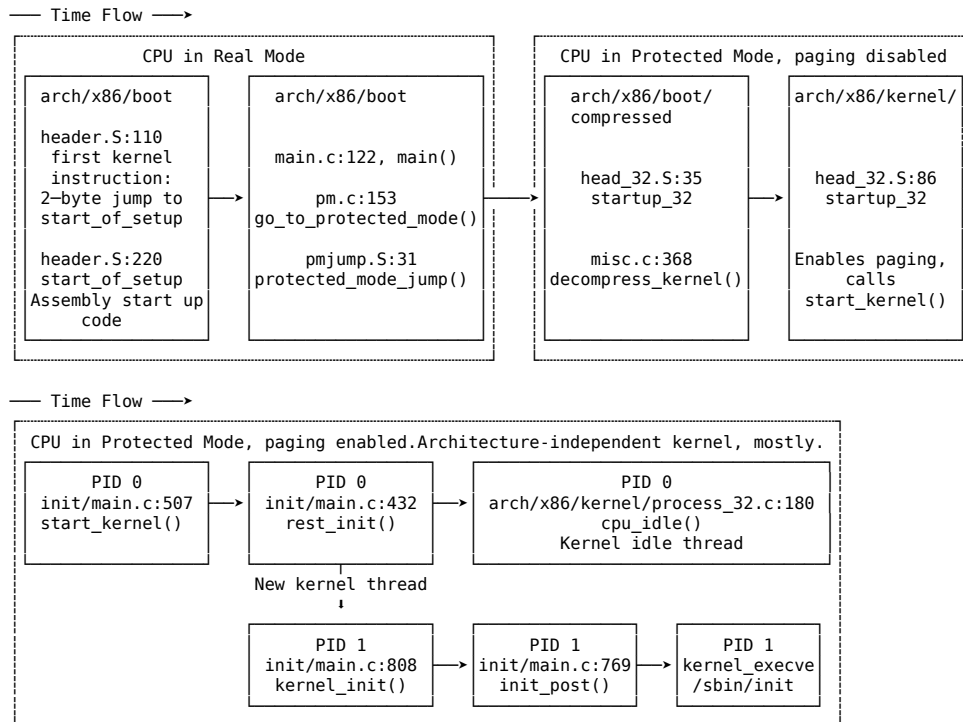 Time Flow
CPU in Real Mode
arch/x86/boot
header.S:110
first kernel
instruction:
2-byte jump to
start_of_setup
header.S:220
start_of_setup
Assembly start up
code
arch/x86/boot
main.c:122, main()
pm.c:153
go_to_protected_mode()
pmjump.S:31
protected_mode_jump()
CPU in Protected Mode, paging disabled
arch/x86/boot/
compressed
head_32.S:35
startup_32
misc.c:368
decompress_kernel()
arch/x86/kernel/
head_32.S:86
startup_32
Enables paging,
calls
start_kernel()
Time Flow
CPU in Protected Mode, paging enabled.Architecture-independent kernel, mostly.
PID 0
init/main.c:507
start_kernel()
PID 0
init/main.c:432
rest_init()
PID 0
arch/x86/kernel/process_32.c:180
cpu_idle()
Kernel idle thread
New kernel thread
PID 1
init/main.c:808
kernel_init()
PID 1
init/main.c:769
init_post()
PID 1
kernel_execve
/sbin/init